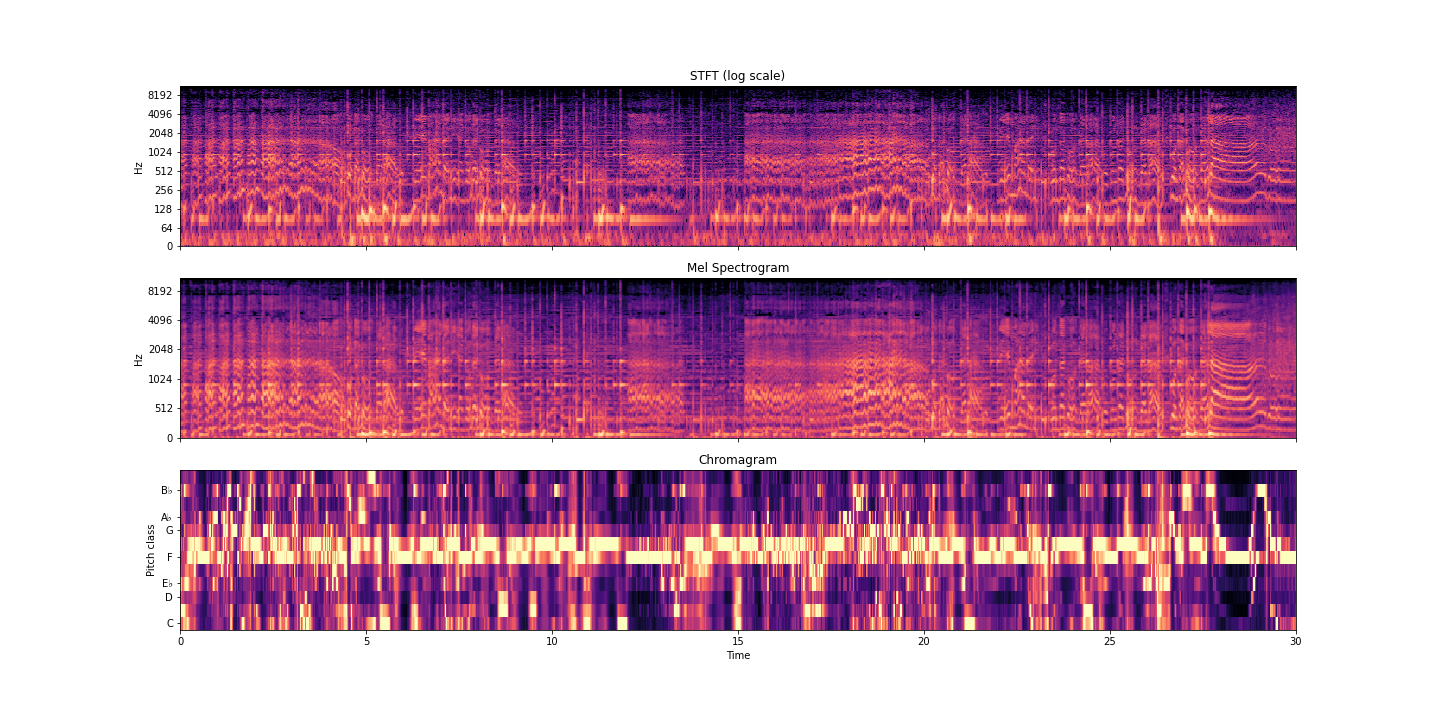 STFT (log scale)
8192
4096
2048
1024
512
256
128
64
0
Hz
Mel Spectrogram
8192
4096
2048
1024
512
0
Hz
Chromagram
B♭
A♭
G
F
E♭
D
C
Pitch class
0 5 10 15 20 25 30
Time